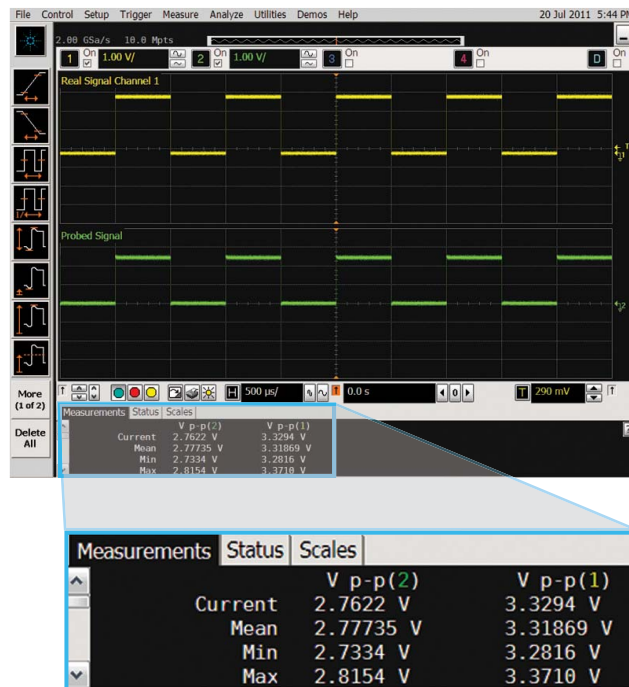 File Control Setup Trigger Measure Analyze Utilities Demos Help 20 Jul 2011 5:44 PM
2.00 GSa/s 10.0 Mpts
1 On 1.00 V/ 2 On 1.00 V/ 3 On 4 On D On
Real Signal Channel 1
T
1
Probed Signal
2
More
(1 of 2)
Delete
All
T H 500 µs/ T 0.0 s 0 T 290 mV T
Measurements Status Scales
V p-p(2) V p-p(1)
Current 2.7622 V 3.3294 V
Mean 2.77735 V 3.31869 V
Min 2.7334 V 3.2816 V
Max 2.8154 V 3.3710 V
Measurements Status Scales
V p-p(2) V p-p(1)
Current 2.7622 V 3.3294 V
Mean 2.77735 V 3.31869 V
Min 2.7334 V 3.2816 V
Max 2.8154 V 3.3710 V